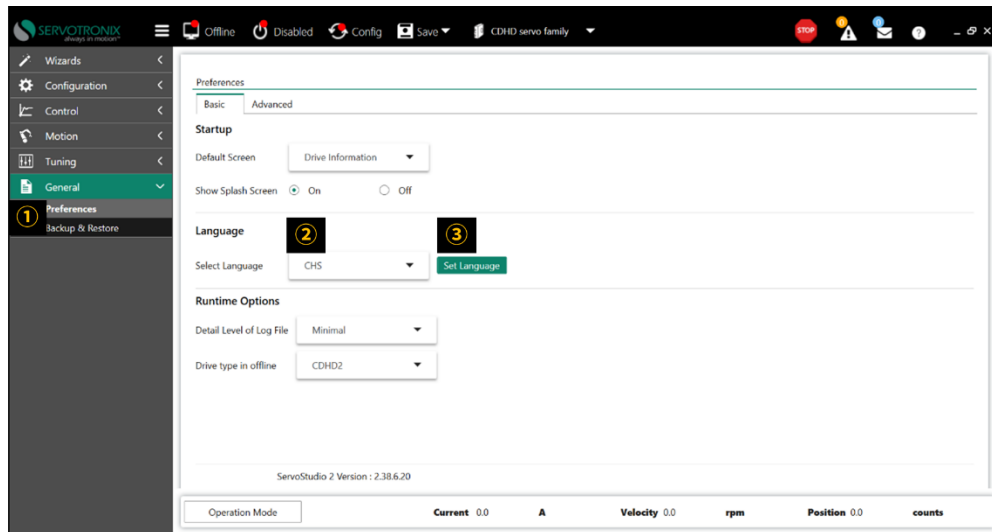 SERVOTRONIX
always in motion®
Offline
Disabled
Config
Save
CDHD servo family
STOP
0
0
?
Wizards
Configuration
Control
Motion
Tuning
General
Preferences
Backup & Restore
①
Preferences
Basic Advanced
Startup
Default Screen Drive Information
Show Splash Screen On Off
Language ② ③
Select Language CHS Set Language
Runtime Options
Detail Level of Log File Minimal
Drive type in offline CDHD2
ServoStudio 2 Version : 2.38.6.20
Operation Mode Current 0.0 A Velocity 0.0 rpm Position 0.0 counts